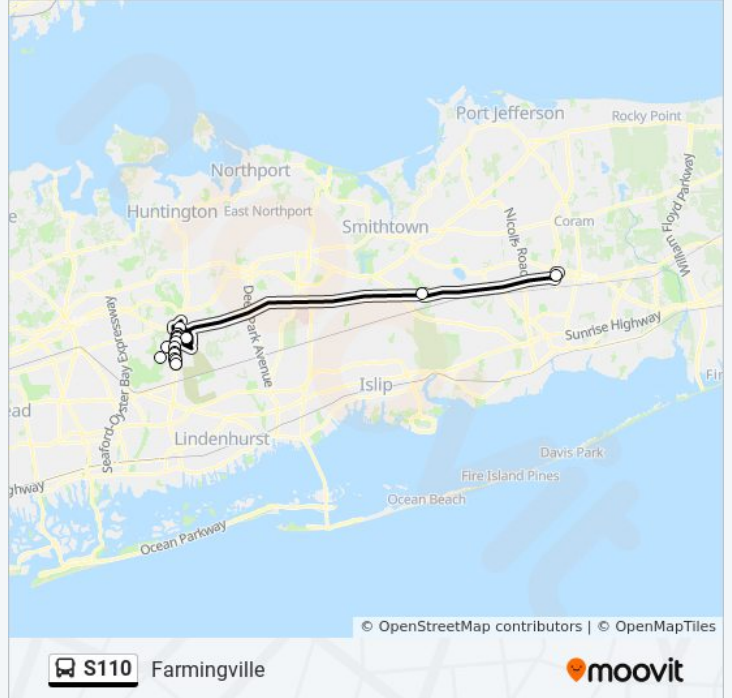 Port Jefferson
Rocky Point
Northport
Huntington
East Northport
e
Smithtown
Nicolls Road
Coram
William Floyd Parkway
Deer Park Avenue
Seaford-Oyster Bay Expressway
Sunrise Highway
Islip
Fir
ead
Lindenhurst
Davis Park
Fire Island Pines
ghway
Ocean Beach
Ocean Parkway
© OpenStreetMap contributors | © OpenMapTiles
S110 Farmingville
moovit